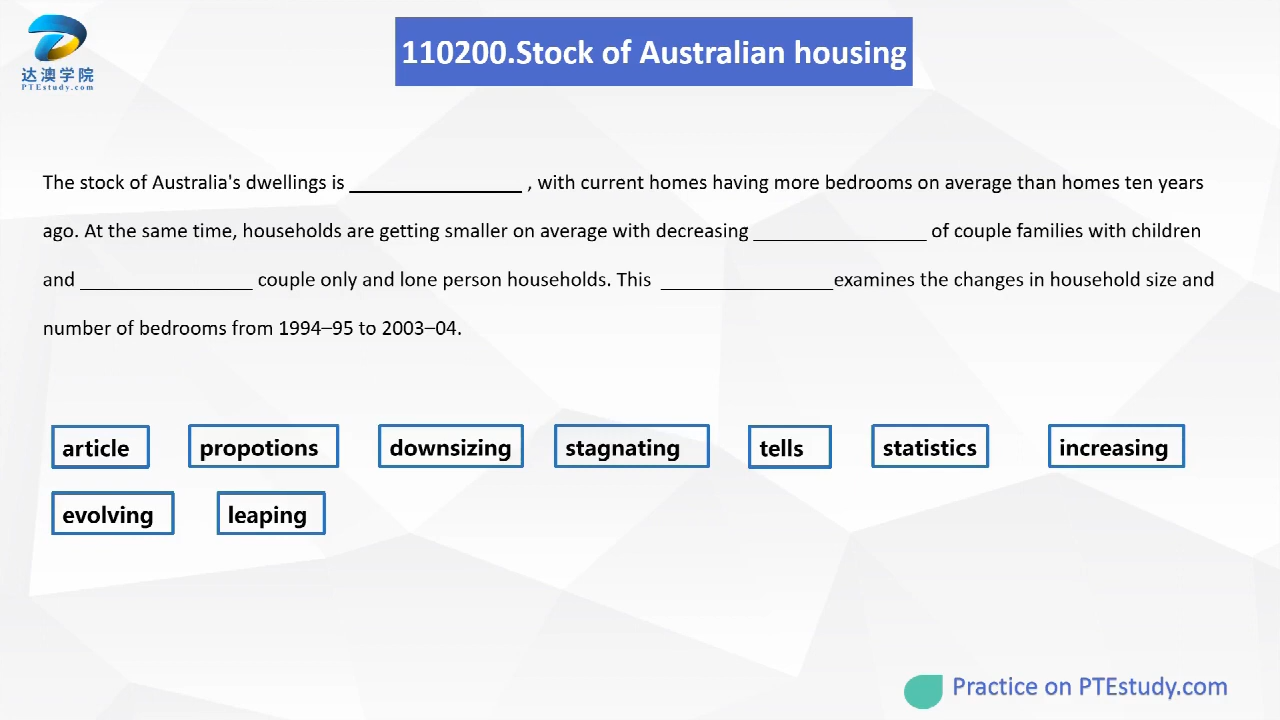 达澳学院
PTEstudy.com
110200.Stock of Australian housing
The stock of Australia's dwellings is ________________ , with current homes having more bedrooms on average than homes ten years
ago. At the same time, households are getting smaller on average with decreasing ________________ of couple families with children
and ________________ couple only and lone person households. This ________________examines the changes in household size and
number of bedrooms from 1994–95 to 2003–04.
article propotions downsizing stagnating tells statistics increasing
evolving leaping
Practice on PTEstudy.com